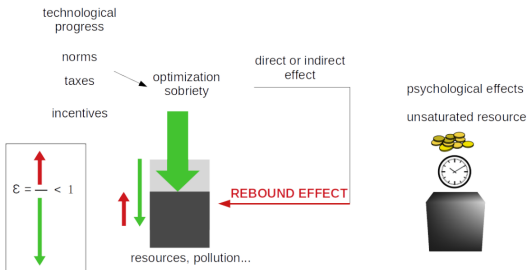 technological
progress
norms
taxes
incentives
optimization
sobriety
direct or indirect
effect
psychological effects
unsaturated resource
ε = — < 1
REBOUND EFFECT
resources, pollution...